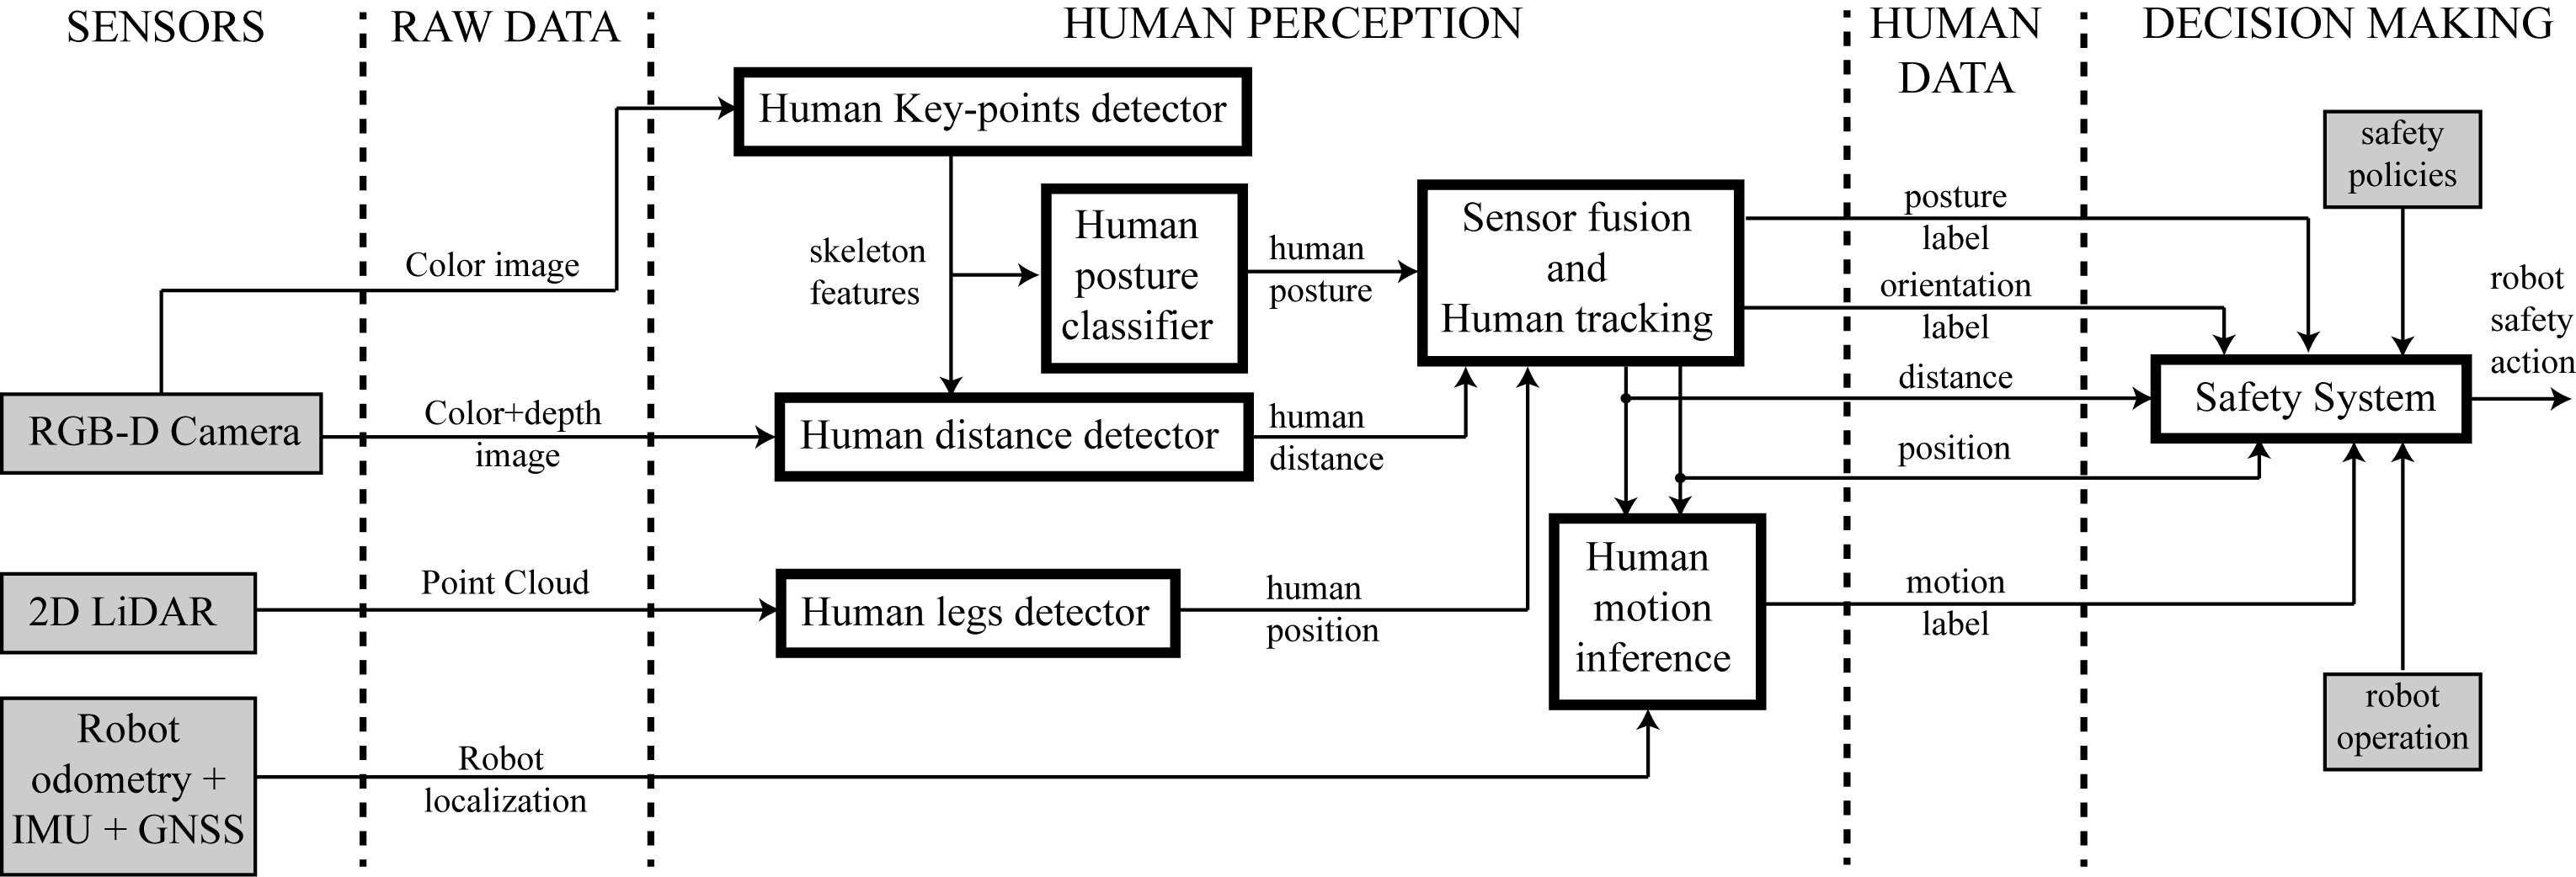 SENSORS
RAW DATA
HUMAN PERCEPTION
HUMAN
DATA
DECISION MAKING
Human Key-points detector
safety
policies
Color image
skeleton
features
Human
posture
classifier
human
posture
Sensor fusion
and
Human tracking
posture
label
orientation
label
distance
position
robot
safety
action
RGB-D Camera
Color+depth
image
Human distance detector
human
distance
Safety System
2D LiDAR
Point Cloud
Human legs detector
human
position
Human
motion
inference
motion
label
Robot
odometry +
IMU + GNSS
Robot
localization
robot
operation